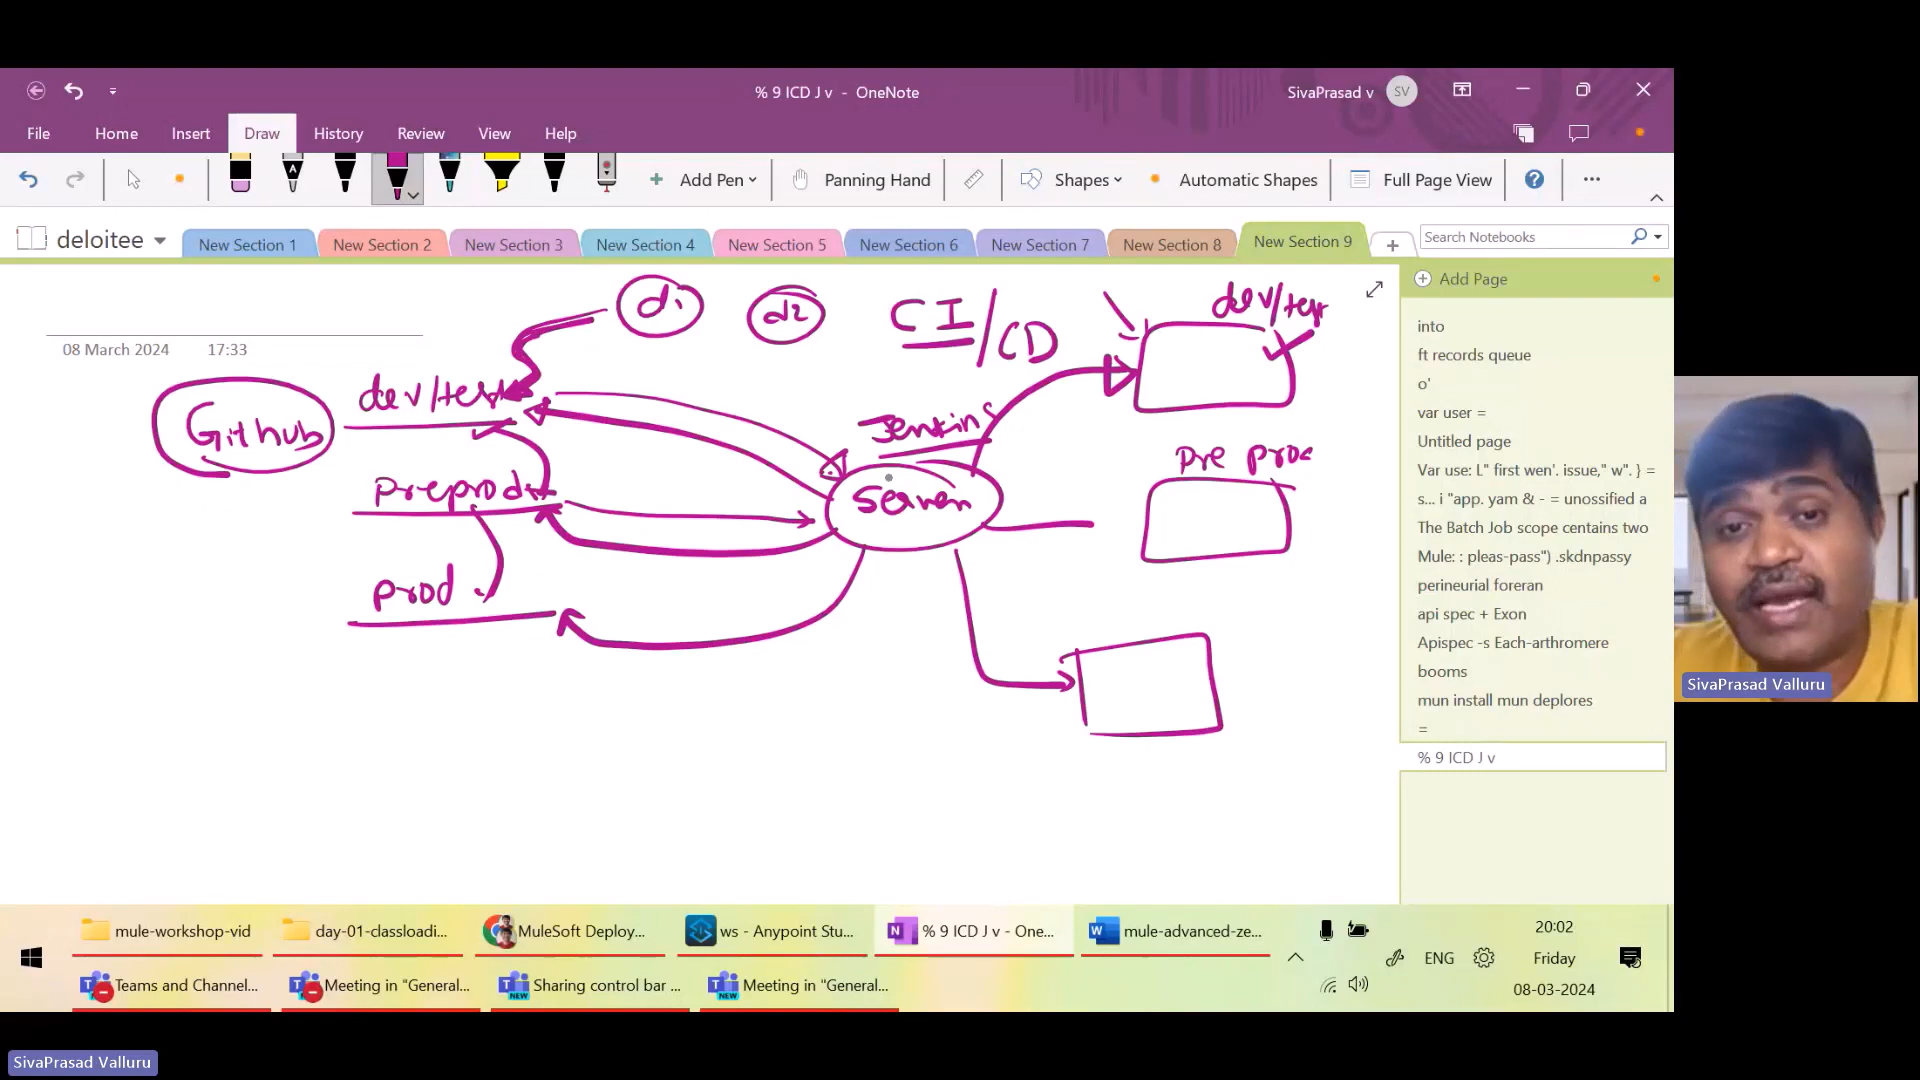 % 9 ICD J v - OneNote
SivaPrasad v
SV
File
Home
Insert
Draw
History
Review
View
Help
A
Add Pen
Panning Hand
Shapes
Automatic Shapes
Full Page View
deloitee
New Section 1
New Section 2
New Section 3
New Section 4
New Section 5
New Section 6
New Section 7
New Section 8
New Section 9
Search Notebooks
Add Page
into
ft records queue
o'
var user =
Untitled page
Var use: L" first wen'. issue," w". } =
s... i "app. yam & - = unossified a
The Batch Job scope centains two
Mule: : pleas-pass") .skdnpassy
perineurial foreran
api spec + Exon
Apispec -s Each-arthromere
booms
mun install mun deplores
=
% 9 ICD J v
08 March 2024
17:33
d1
d2
CI/CD
dev/test
Github
dev/test
Jenkins
Server
Preprod
Pre prod
prod
SivaPrasad Valluru
mule-workshop-vid
day-01-classloadi...
MuleSoft Deploy...
ws - Anypoint Stu...
% 9 ICD J v - One...
mule-advanced-ze...
Teams and Channel...
Meeting in "General...
Sharing control bar ...
Meeting in "General...
ENG
20:02
Friday
08-03-2024
SivaPrasad Valluru